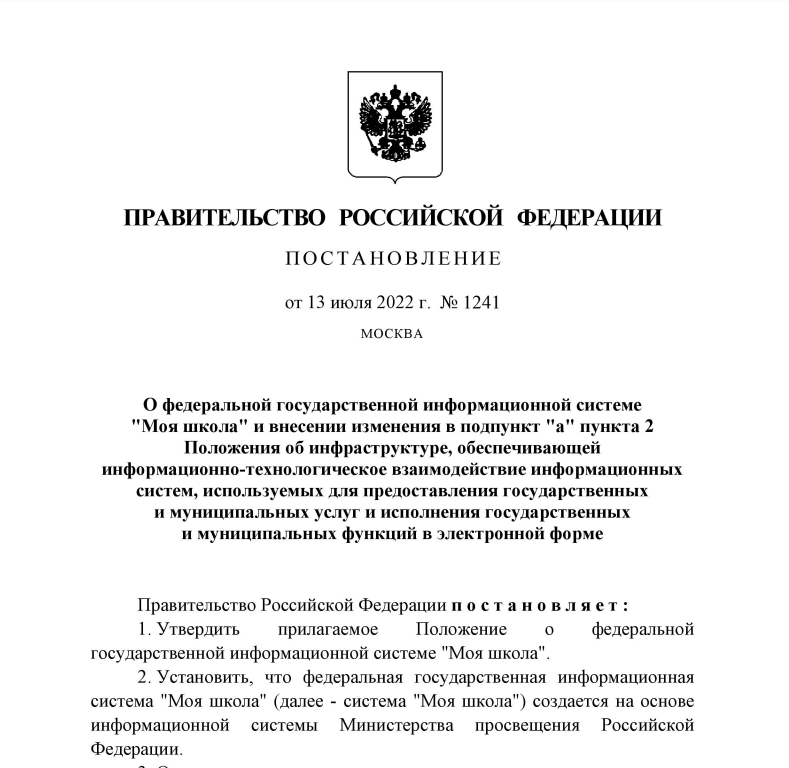 ПРАВИТЕЛЬСТВО РОССИЙСКОЙ ФЕДЕРАЦИИ
ПОСТАНОВЛЕНИЕ
от 13 июля 2022 г. № 1241
МОСКВА
О федеральной государственной информационной системе
"Моя школа" и внесении изменения в подпункт "а" пункта 2
Положения об инфраструктуре, обеспечивающей
информационно-технологическое взаимодействие информационных
систем, используемых для предоставления государственных
и муниципальных услуг и исполнения государственных
и муниципальных функций в электронной форме
Правительство Российской Федерации п о с т а н о в л я е т :
1. Утвердить прилагаемое Положение о федеральной
государственной информационной системе "Моя школа".
2. Установить, что федеральная государственная информационная
система "Моя школа" (далее - система "Моя школа") создается на основе
информационной системы Министерства просвещения Российской
Федерации.